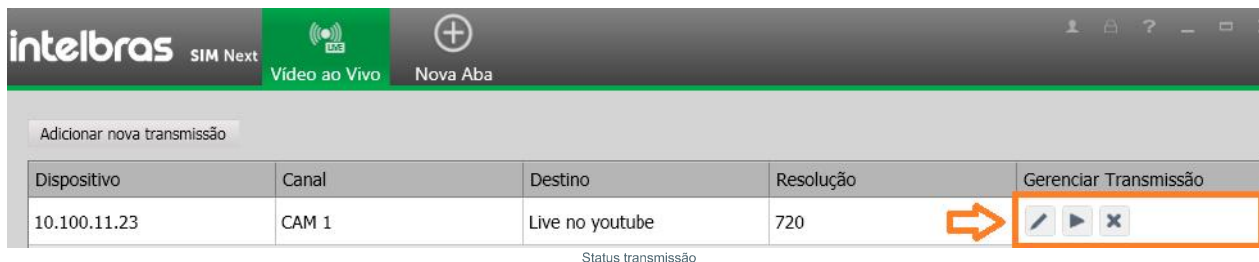 intelbras SIM Next
LIVE
Vídeo ao Vivo
Nova Aba
?
Adicionar nova transmissão
Dispositivo Canal Destino Resolução Gerenciar Transmissão
10.100.11.23 CAM 1 Live no youtube 720
Status transmissão